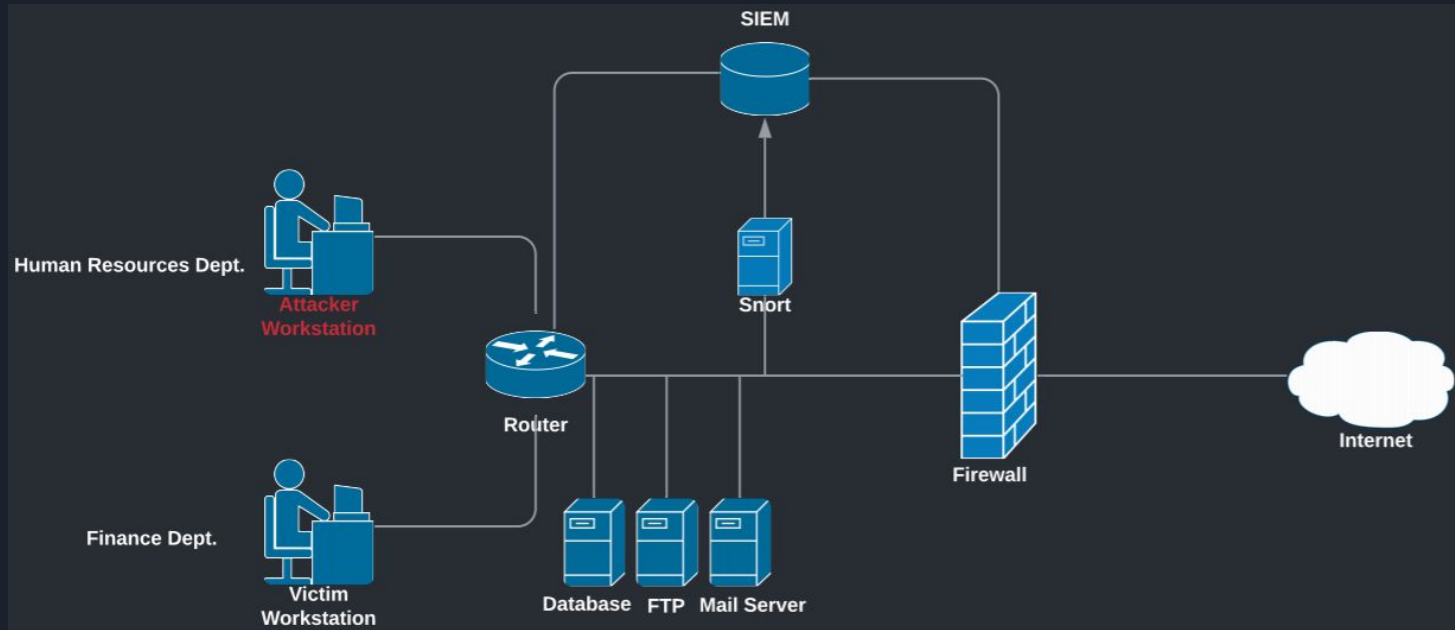 SIEM
Human Resources Dept.
Attacker
Workstation
Snort
Router
Internet
Firewall
Finance Dept.
Victim
Workstation
Database
FTP
Mail Server